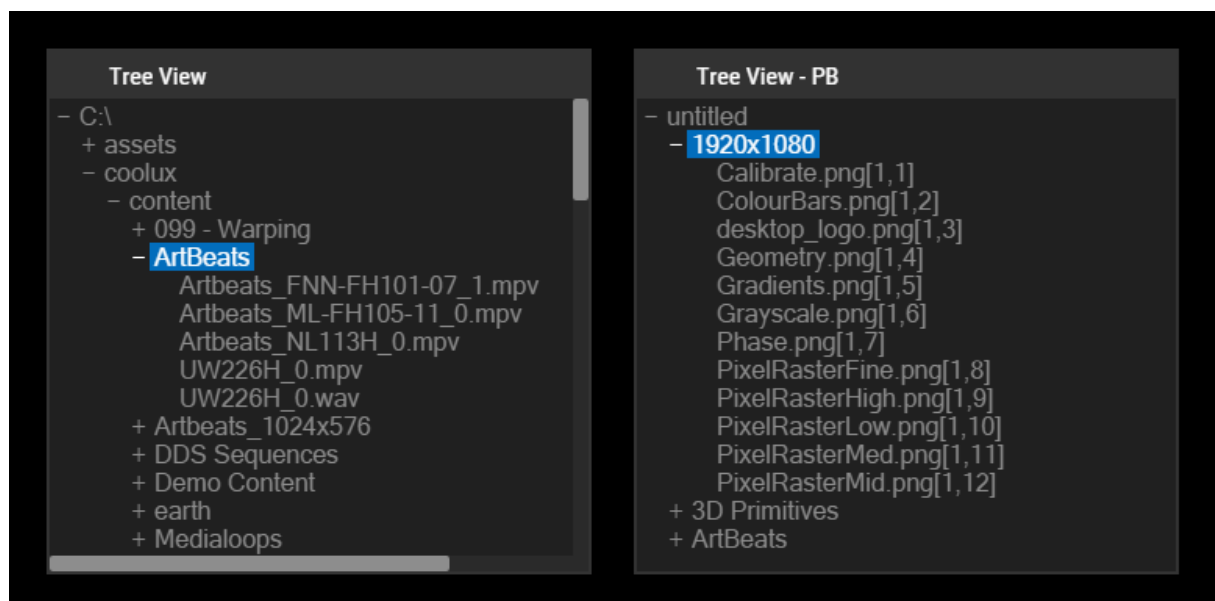 Tree View
− C:\
+ assets
− coolux
− content
+ 099 - Warping
− ArtBeats
Artbeats_FNN-FH101-07_1.mpv
Artbeats_ML-FH105-11_0.mpv
Artbeats_NL113H_0.mpv
UW226H_0.mpv
UW226H_0.wav
+ Artbeats_1024x576
+ DDS Sequences
+ Demo Content
+ earth
+ Medialoops
Tree View - PB
− untitled
− 1920x1080
Calibrate.png[1,1]
ColourBars.png[1,2]
desktop_logo.png[1,3]
Geometry.png[1,4]
Gradients.png[1,5]
Grayscale.png[1,6]
Phase.png[1,7]
PixelRasterFine.png[1,8]
PixelRasterHigh.png[1,9]
PixelRasterLow.png[1,10]
PixelRasterMed.png[1,11]
PixelRasterMid.png[1,12]
+ 3D Primitives
+ ArtBeats